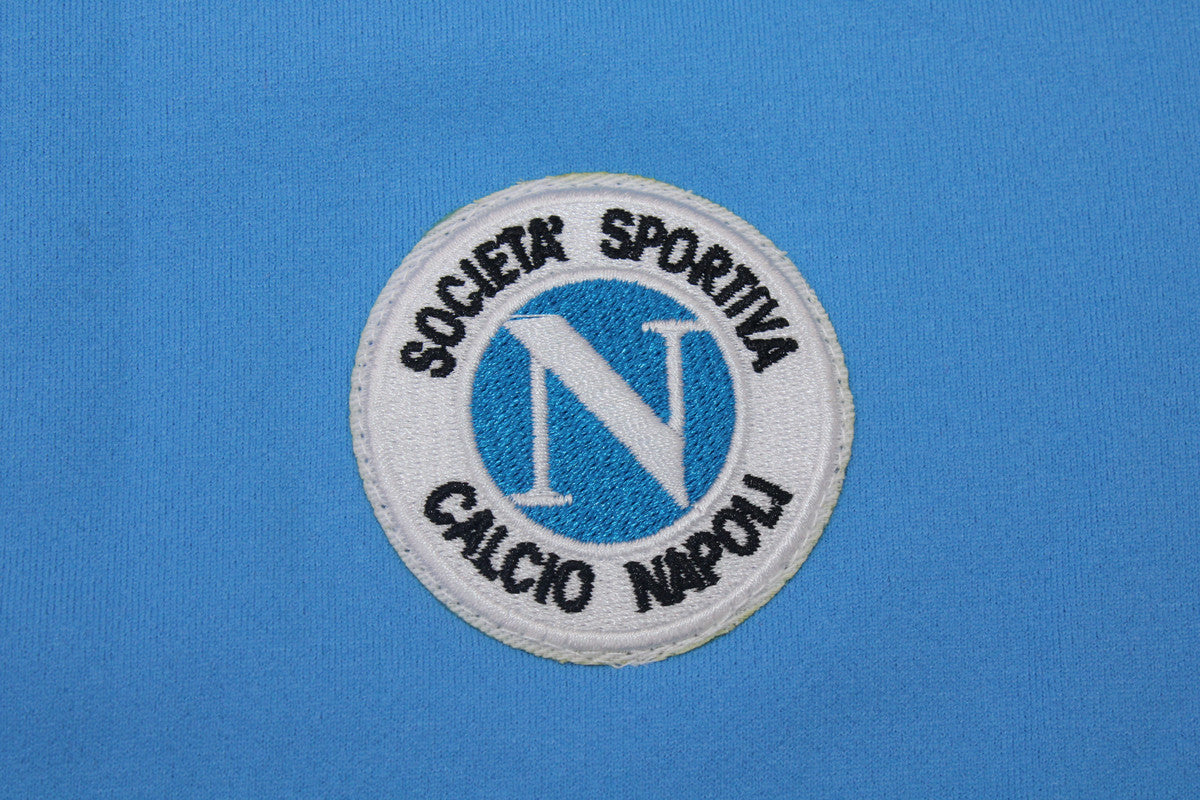 SOCIETA' SPORTIVA
N
CALCIO NAPOLI